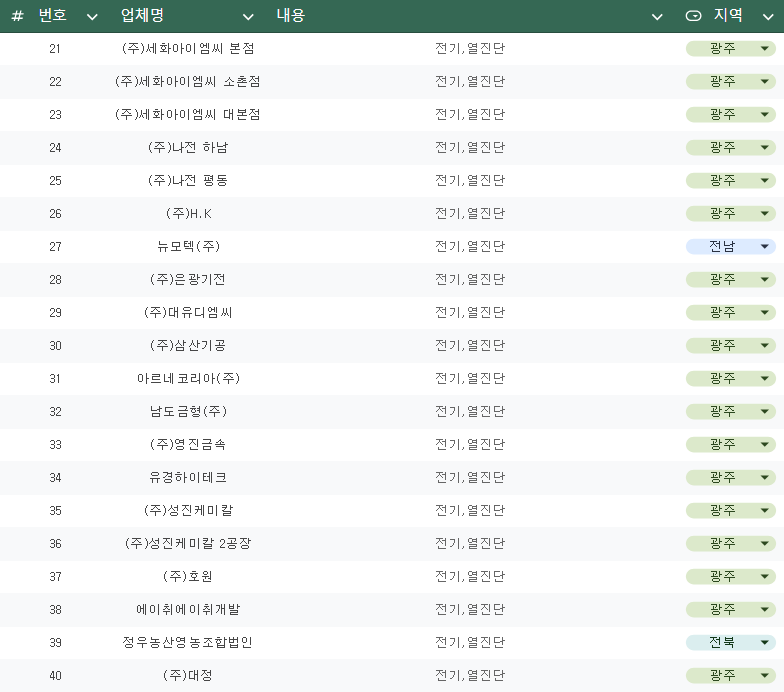 # 번호 업체명 내용 지역
21 (주)세화아이엠씨 본점 전기,열진단 광주
22 (주)세화아이엠씨 소촌점 전기,열진단 광주
23 (주)세화아이엠씨 대본점 전기,열진단 광주
24 (주)나전 하남 전기,열진단 광주
25 (주)나전 평동 전기,열진단 광주
26 (주)H.K 전기,열진단 광주
27 뉴모텍(주) 전기,열진단 전남
28 (주)은광기전 전기,열진단 광주
29 (주)대유디엠씨 전기,열진단 광주
30 (주)삼산기공 전기,열진단 광주
31 아르네코리아(주) 전기,열진단 광주
32 남도금형(주) 전기,열진단 광주
33 (주)영진금속 전기,열진단 광주
34 유경하이테크 전기,열진단 광주
35 (주)성진케미칼 전기,열진단 광주
36 (주)성진케미칼 2공장 전기,열진단 광주
37 (주)호원 전기,열진단 광주
38 에이취에이취개발 전기,열진단 광주
39 정우농산영농조합법인 전기,열진단 전북
40 (주)대정 전기,열진단 광주